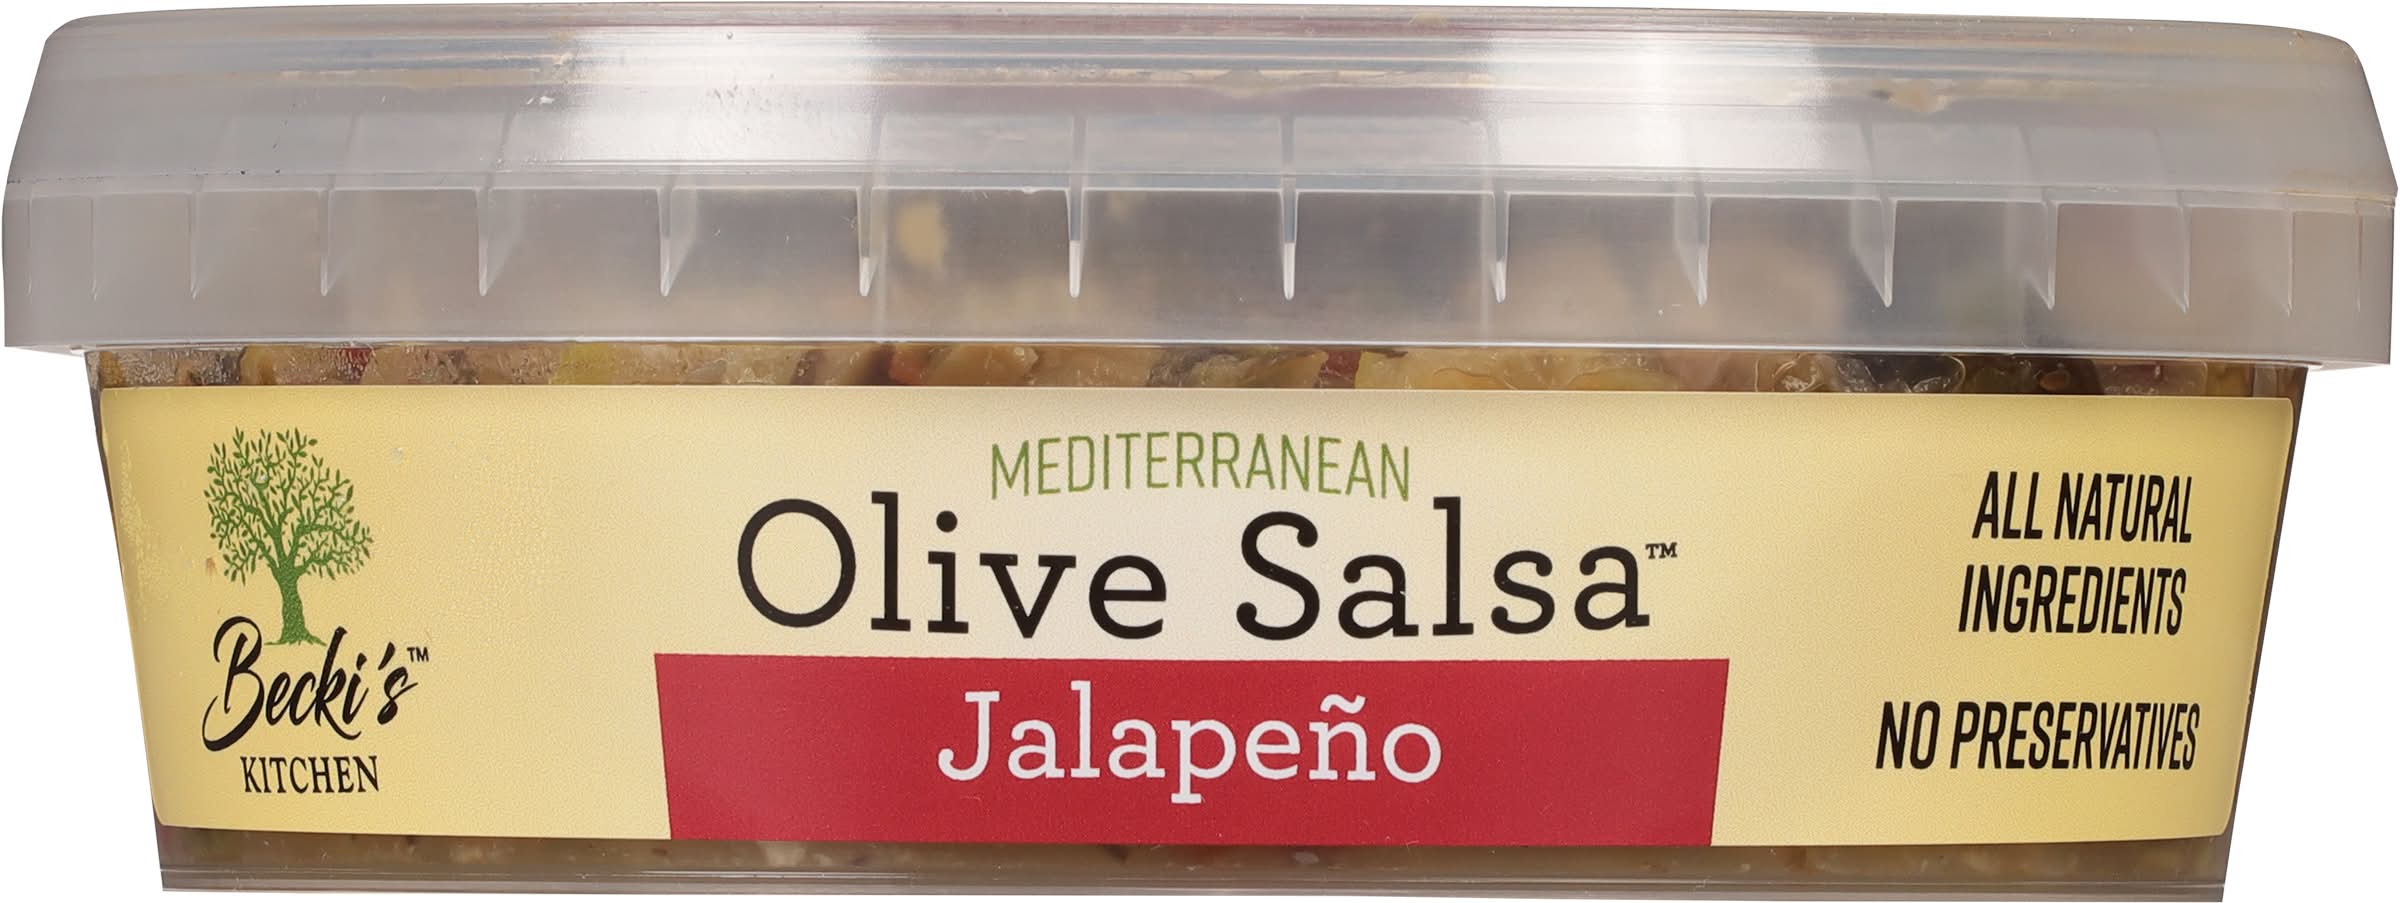 MEDITERRANEAN
Olive Salsa™
Jalapeño
Becki's™
KITCHEN
ALL NATURAL
INGREDIENTS
NO PRESERVATIVES